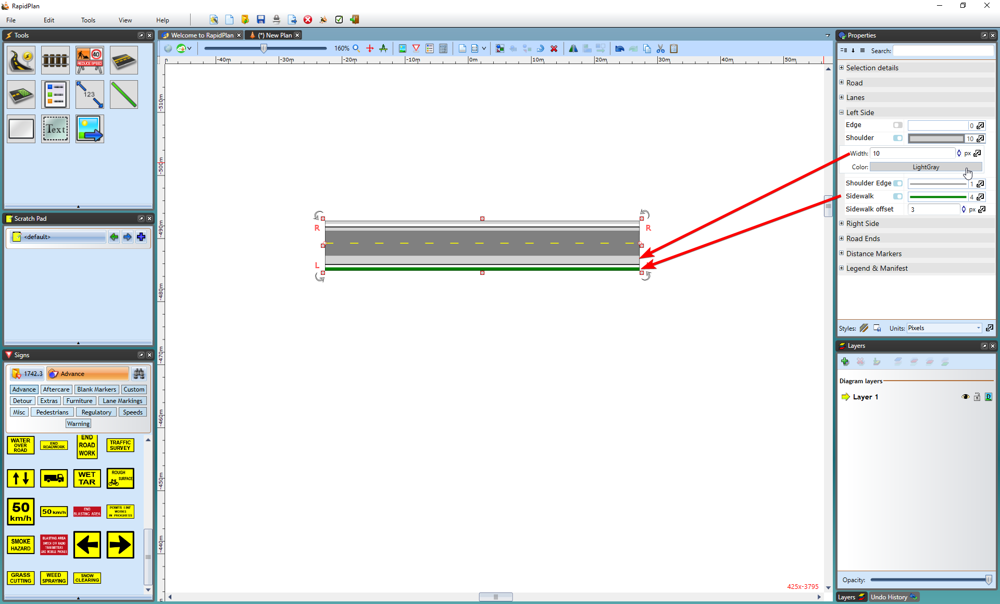 RapidPlan
File Edit Tools View Help
Tools
40
REDUCE SPEED
123
Text
Scratch Pad
<default>
Signs
1742.3 Advance
Advance Aftercare Blank Markers Custom
Detour Extras Furniture Lane Markings
Misc Pedestrians Regulatory Speeds
Warning
WATER
OVER
ROAD
END
ROADWORK
END
ROAD
WORK
TRAFFIC
SURVEY
WET
TAR
ROUGH
SURFACE
50
km/h
50 km/h
END
BLASTING AREA
POWER LINE
WORKS
IN PROGRESS
SMOKE
HAZARD
BLASTING AREA
SWITCH OFF RADIO
TRANSMITTERS
AND MOBILE PHONES
GRASS
CUTTING
WEED
SPRAYING
SNOW
CLEARING
Welcome to RapidPlan (*) New Plan
160%
n -40m -30m -20m -10m 0m 10m 20m 30m 40m 50m
-510m
-500m
-490m
-480m
-470m
-460m
-450m
-440m
R R
L
425x-3795
Properties
Search:
Selection details
Road
Lanes
Left Side
Edge 0
Shoulder 10
Width: 10 px
Color: LightGray
Shoulder Edge 1
Sidewalk 4
Sidewalk offset 3 px
Right Side
Road Ends
Distance Markers
Legend & Manifest
Styles: Units: Pixels
Layers
Diagram layers
Layer 1 D
Opacity:
Layers Undo History